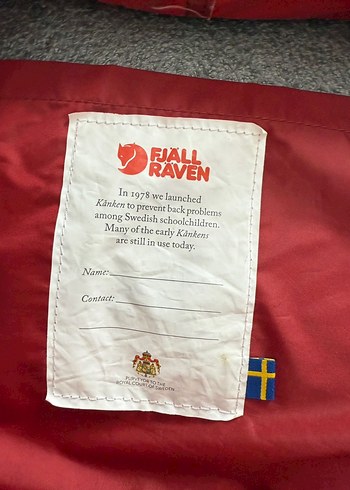 FJÄLL
RÄVEN
In 1978 we launched
Kånken to prevent back problems
among Swedish schoolchildren.
Many of the early Kånkens
are still in use today.
Name:
Contact:
SURVEYOR TO THE
ROYAL COURT OF SWEDEN